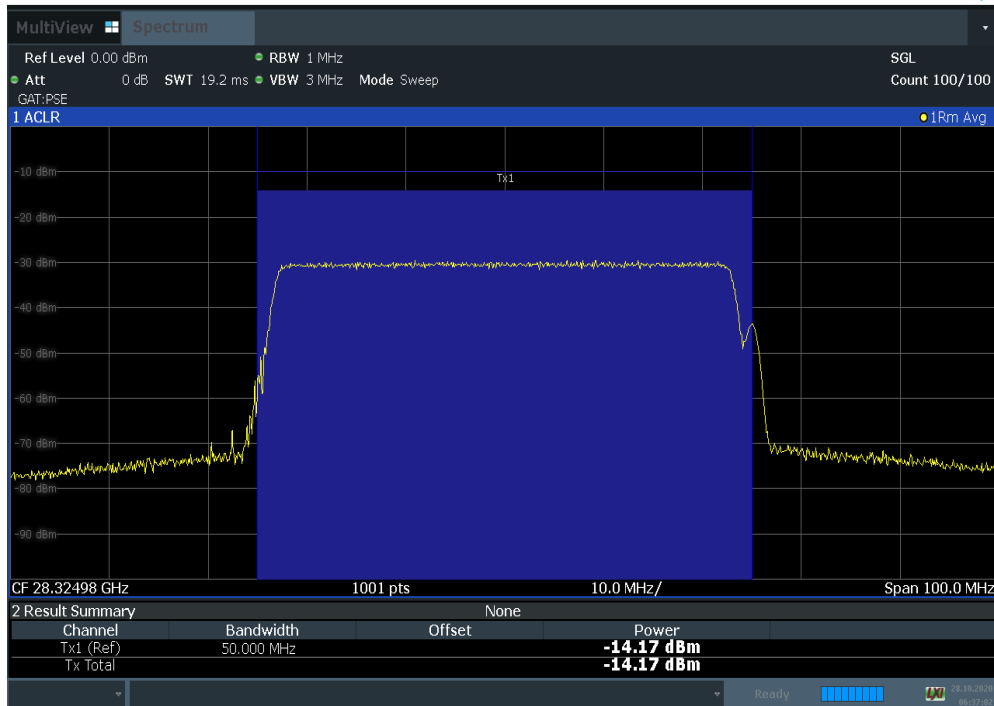 MultiView Spectrum
Ref Level 0.00 dBm RBW 1 MHz SGL
Att 0 dB SWT 19.2 ms VBW 3 MHz Mode Sweep Count 100/100
GAT:PSE
1 ACLR 1Rm Avg
-10 dBm
Tx1
-20 dBm
-30 dBm
-40 dBm
-50 dBm
-60 dBm
-70 dBm
-80 dBm
-90 dBm
CF 28.32498 GHz 1001 pts 10.0 MHz/ Span 100.0 MHz
2 Result Summary None
Channel Bandwidth Offset Power
Tx1 (Ref) 50.000 MHz -14.17 dBm
Tx Total -14.17 dBm
Ready LXI 28.10.2020
06:37:02